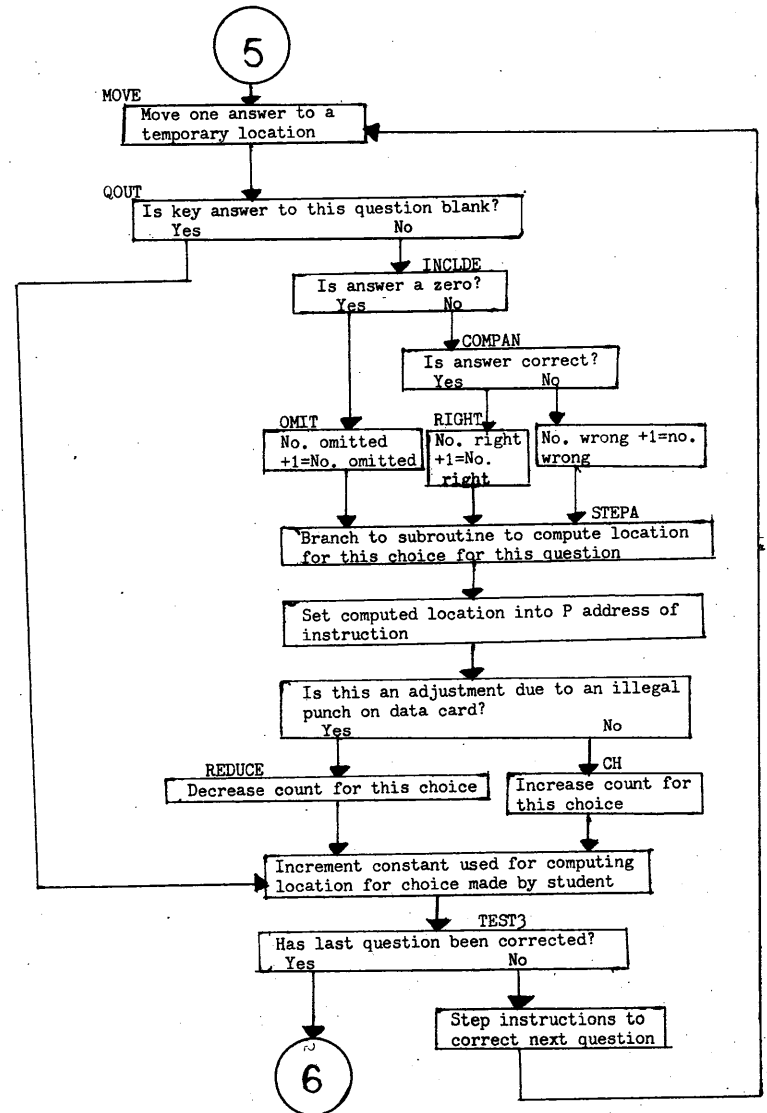 5
MOVE
Move one answer to a
temporary location
QOUT
Is key answer to this question blank?
Yes No
INCLDE
Is answer a zero?
Yes No
COMPAN
Is answer correct?
Yes No
OMIT
No. omitted
+1=No. omitted
RIGHT
No. right
+1=No.
right
No. wrong +1=no.
wrong
STEPA
Branch to subroutine to compute location
for this choice for this question
Set computed location into P address of
instruction
Is this an adjustment due to an illegal
punch on data card?
Yes No
REDUCE
Decrease count for this choice
CH
Increase count for
this choice
Increment constant used for computing
location for choice made by student
TEST3
Has last question been corrected?
Yes No
Step instructions to
correct next question
6